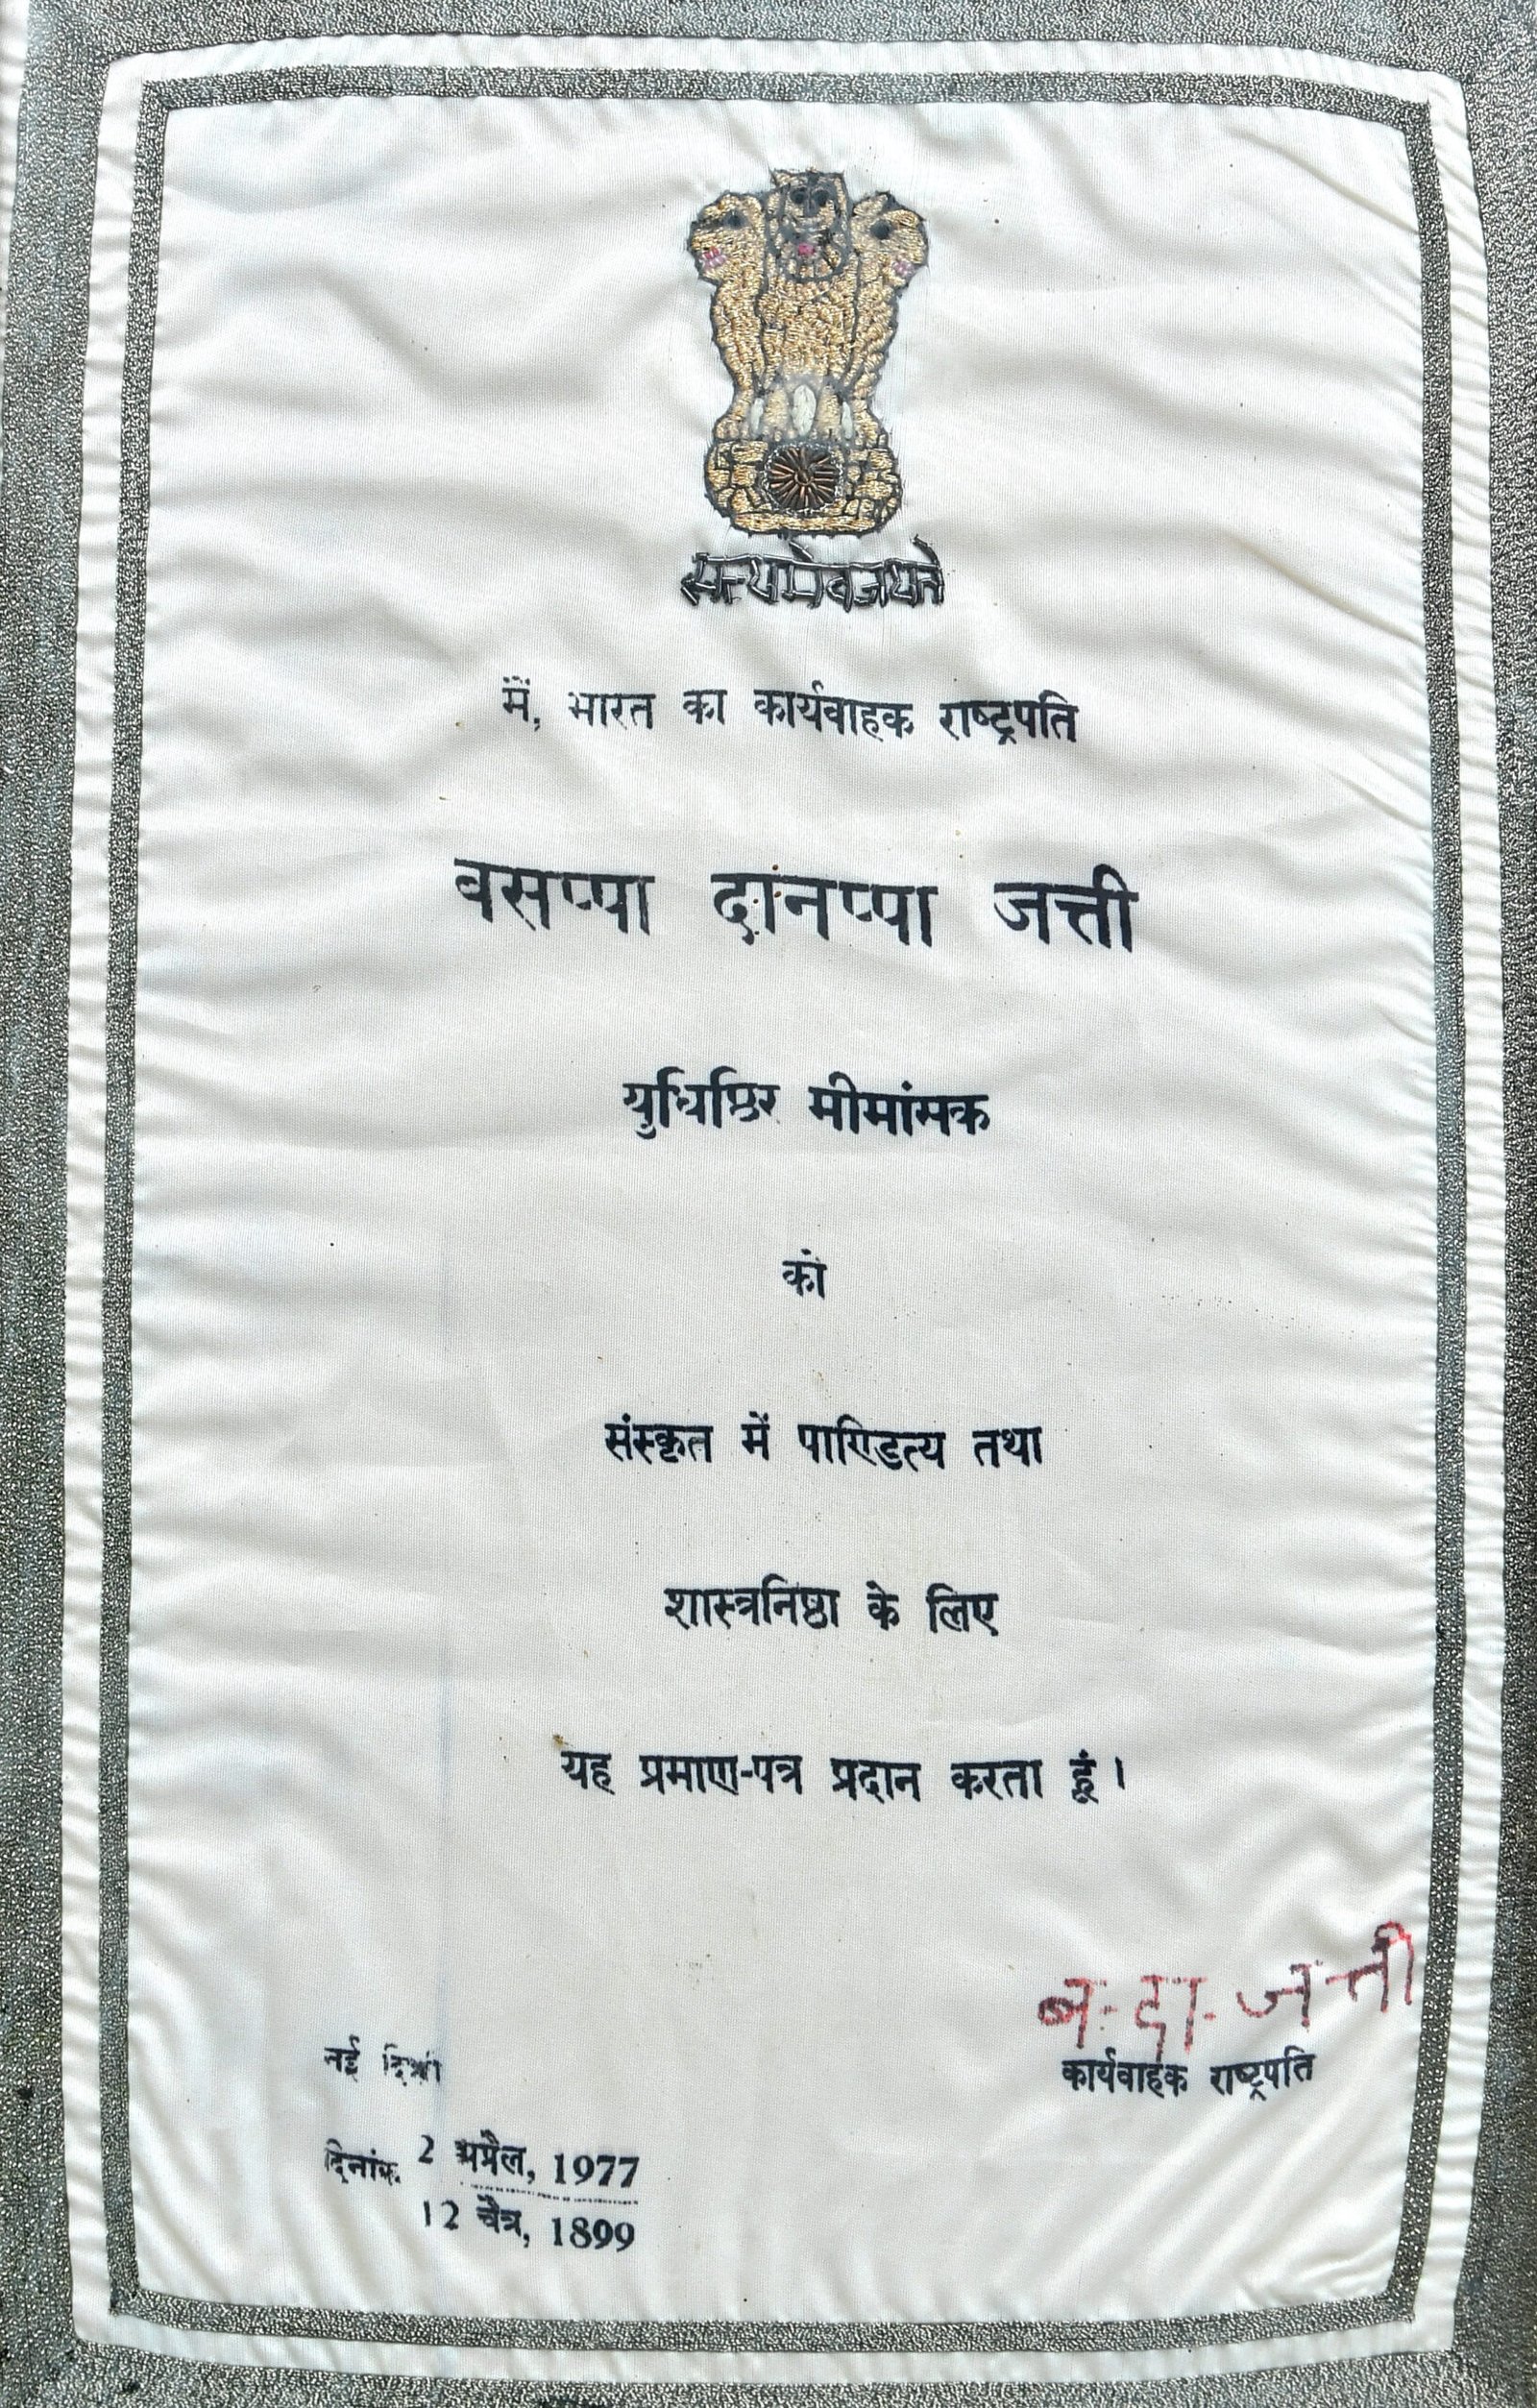 सत्यमेव जयते
मैं, भारत का कार्यवाहक राष्ट्रपति
बसप्पा दानप्पा जत्ती
युधिष्ठिर मीमांसक
को
संस्कृत में पाण्डित्य तथा
शास्त्रनिष्ठा के लिए
यह प्रमाण-पत्र प्रदान करता हूं।
ब-दा-जत्ती
कार्यवाहक राष्ट्रपति
नई दिल्ली
दिनांक 2 अप्रैल, 1977
12 चैत्र, 1899